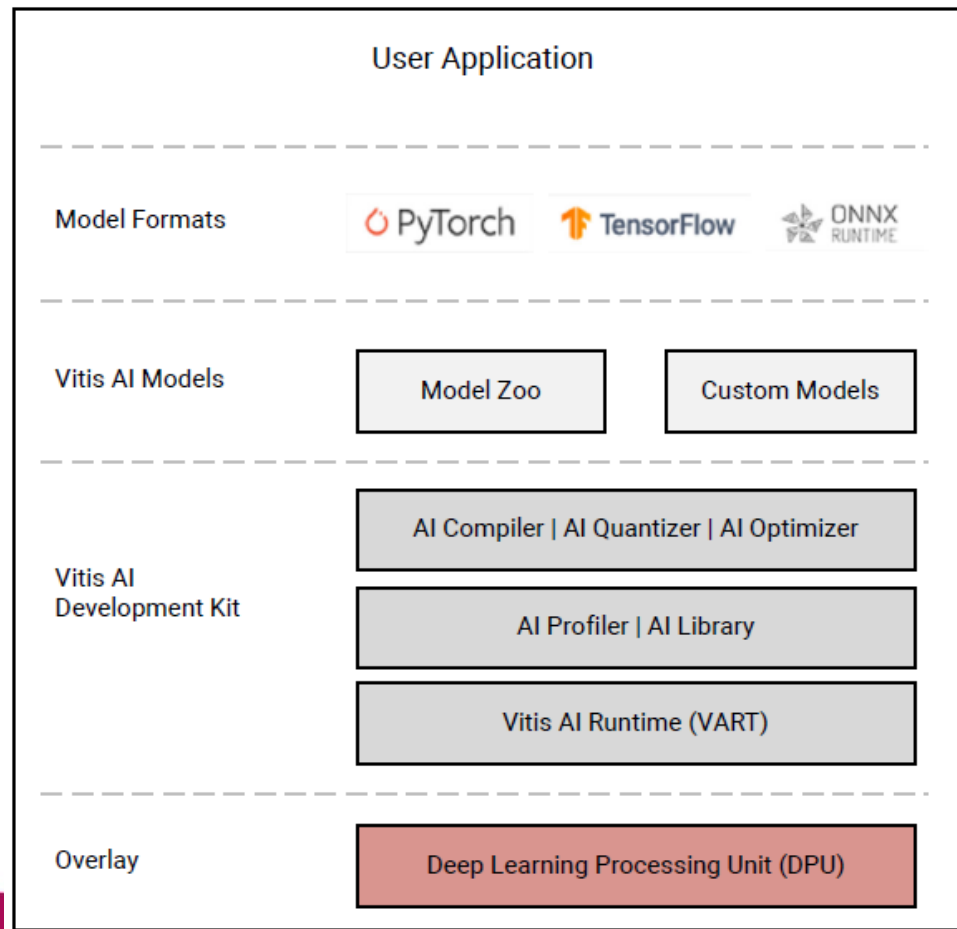 User Application
Model Formats
PyTorch
TensorFlow
ONNX
RUNTIME
Vitis AI Models
Model Zoo
Custom Models
Vitis AI
Development Kit
AI Compiler | AI Quantizer | AI Optimizer
AI Profiler | AI Library
Vitis AI Runtime (VART)
Overlay
Deep Learning Processing Unit (DPU)